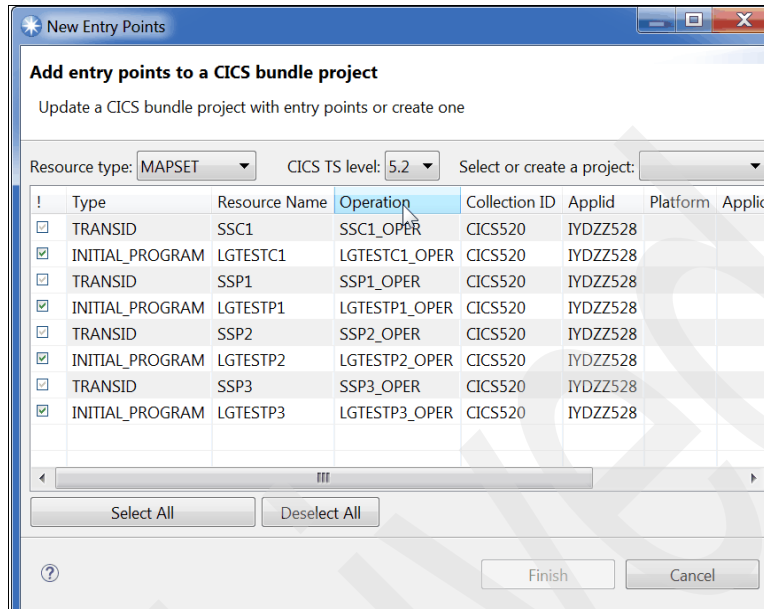 New Entry Points
Add entry points to a CICS bundle project
Update a CICS bundle project with entry points or create one
Resource type: MAPSET CICS TS level: 5.2 Select or create a project:
! Type Resource Name Operation Collection ID Applid Platform Applic
TRANSID SSC1 SSC1_OPER CICS520 IYDZZ528
INITIAL_PROGRAM LGTESTC1 LGTESTC1_OPER CICS520 IYDZZ528
TRANSID SSP1 SSP1_OPER CICS520 IYDZZ528
INITIAL_PROGRAM LGTESTP1 LGTESTP1_OPER CICS520 IYDZZ528
TRANSID SSP2 SSP2_OPER CICS520 IYDZZ528
INITIAL_PROGRAM LGTESTP2 LGTESTP2_OPER CICS520 IYDZZ528
TRANSID SSP3 SSP3_OPER CICS520 IYDZZ528
INITIAL_PROGRAM LGTESTP3 LGTESTP3_OPER CICS520 IYDZZ528
Select All Deselect All
? Finish Cancel